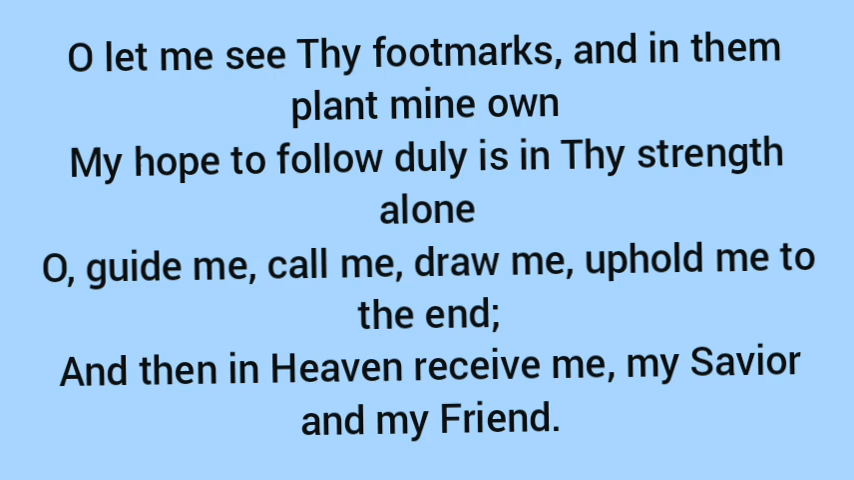 O let me see Thy footmarks, and in them
plant mine own
My hope to follow duly is in Thy strength
alone
O, guide me, call me, draw me, uphold me to
the end;
And then in Heaven receive me, my Savior
and my Friend.